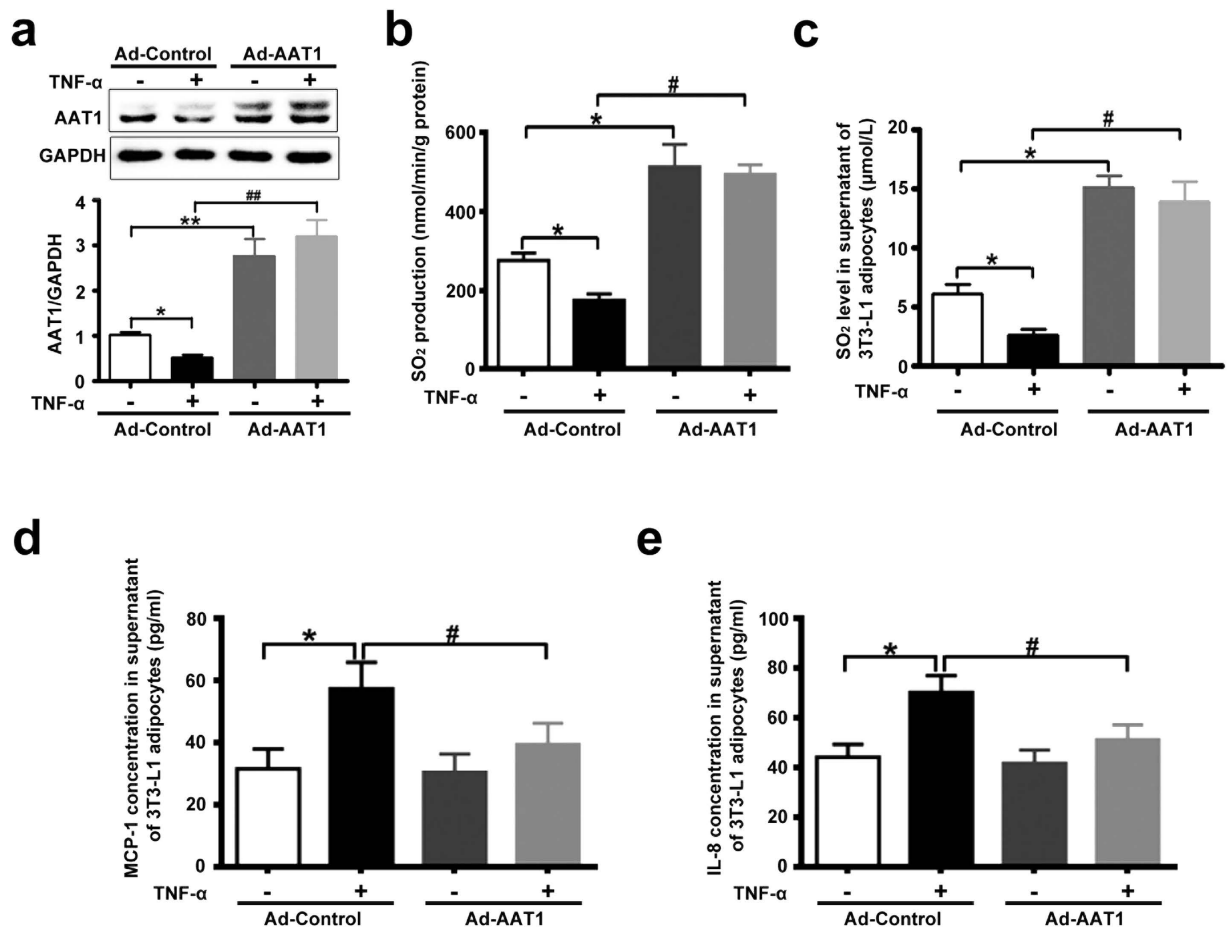 a
Ad-Control Ad-AAT1
TNF-α - + - +
AAT1
GAPDH
AAT1/GAPDH
4
3
2
1
0
*
**
##
TNF-α - + - +
Ad-Control Ad-AAT1
b
SO₂ production (nmol/min/g protein)
600
400
200
0
*
*
#
TNF-α - + - +
Ad-Control Ad-AAT1
c
SO₂ level in supernatant of
3T3-L1 adipocytes (μmol/L)
20
15
10
5
0
*
*
#
TNF-α - + - +
Ad-Control Ad-AAT1
d
MCP-1 concentration in supernatant
of 3T3-L1 adipocytes (pg/ml)
80
60
40
20
0
*
#
TNF-α - + - +
Ad-Control Ad-AAT1
e
IL-8 concentration in supernatant
of 3T3-L1 adipocytes (pg/ml)
100
80
60
40
20
0
*
#
TNF-α - + - +
Ad-Control Ad-AAT1